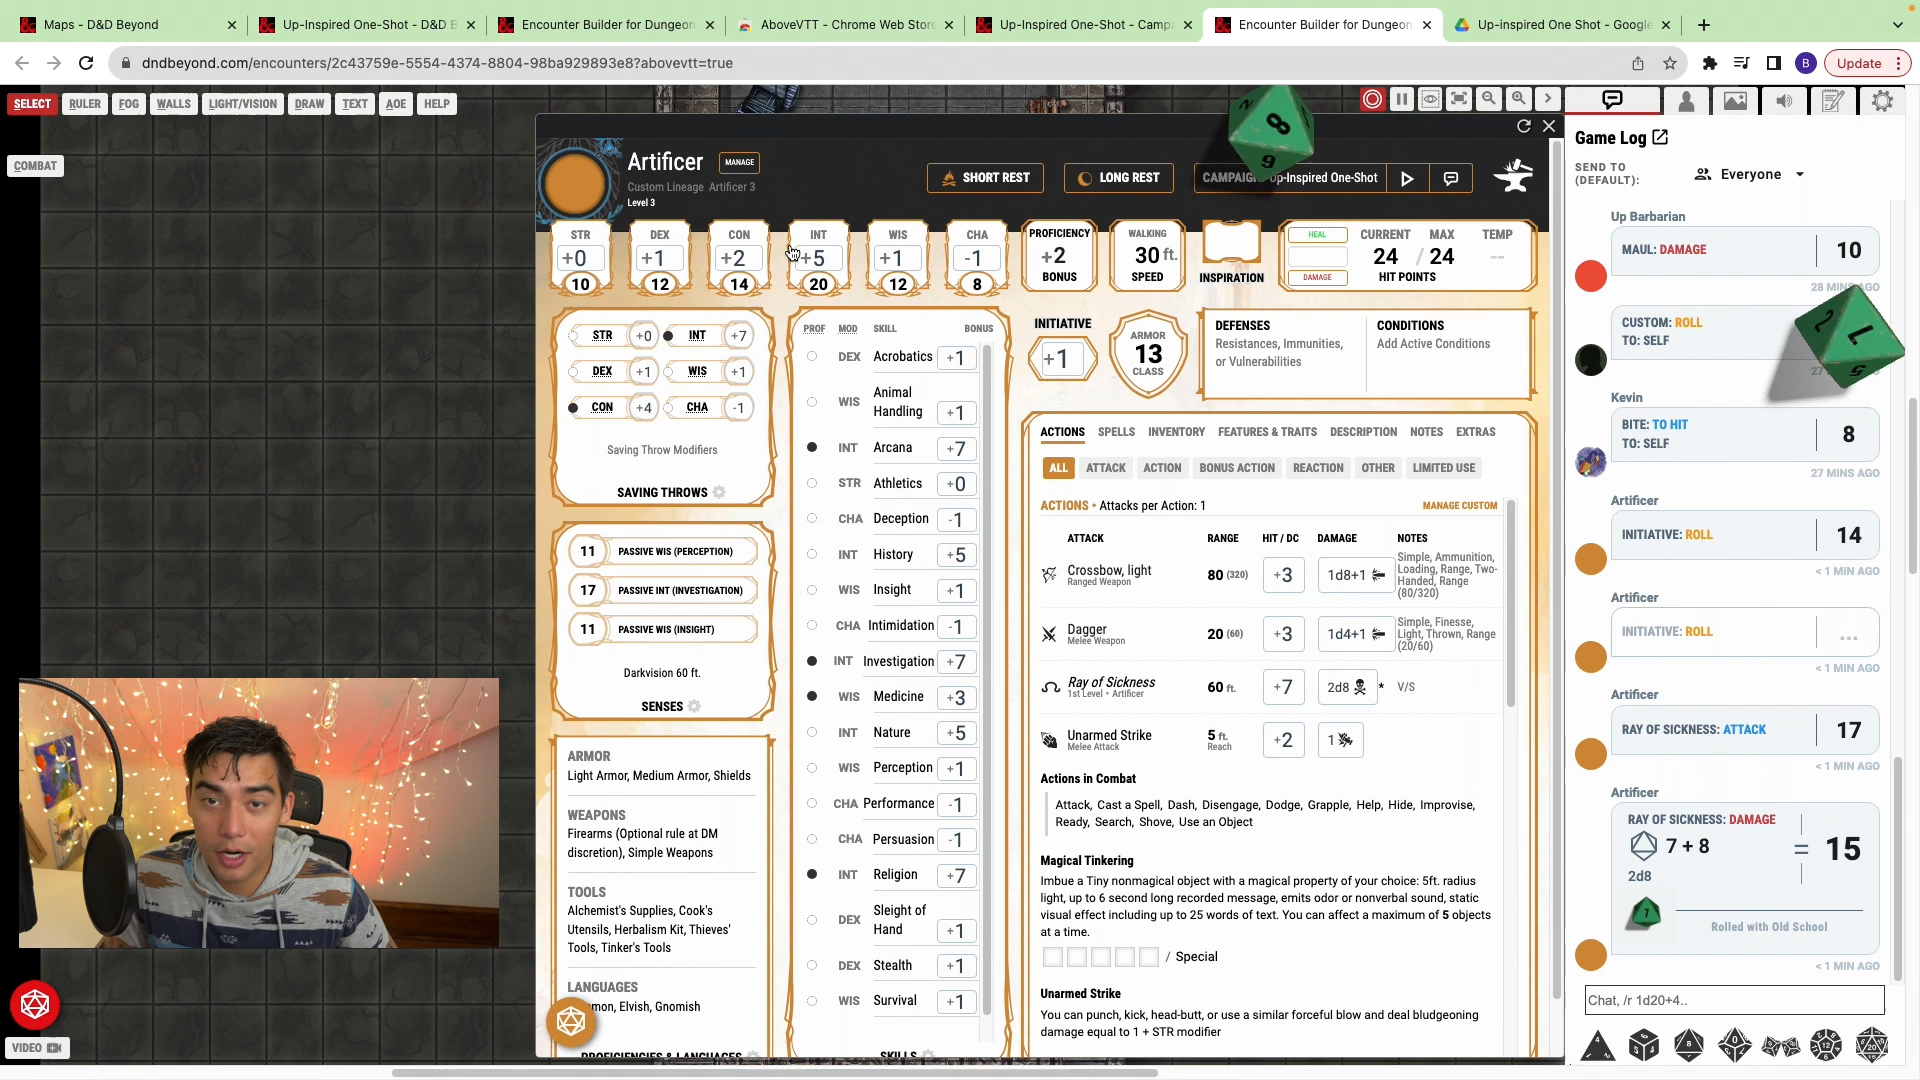 Maps - D&D Beyond
Up-Inspired One-Shot - D&D B
Encounter Builder for Dungeon
AboveVTT - Chrome Web Store
Up-Inspired One-Shot - Campa
Encounter Builder for Dungeon
Up-inspired One Shot - Google
dndbeyond.com/encounters/2c43759e-5554-4374-8804-98ba929893e8?abovevtt=true
B
Update
SELECT
RULER
FOG
WALLS
LIGHT/VISION
DRAW
TEXT
AOE
HELP
COMBAT
Artificer
MANAGE
Custom Lineage Artificer 3
Level 3
SHORT REST
LONG REST
Up-Inspired One-Shot
STR
+0
10
DEX
+1
12
CON
+2
14
INT
+5
20
WIS
+1
12
CHA
-1
8
PROFICIENCY
+2
BONUS
WALKING
30 ft.
SPEED
INSPIRATION
HEAL
DAMAGE
CURRENT
24
/
MAX
24
TEMP
--
HIT POINTS
STR +0
INT +7
DEX +1
WIS +1
CON +4
CHA -1
Saving Throw Modifiers
SAVING THROWS
11 PASSIVE WIS (PERCEPTION)
17 PASSIVE INT (INVESTIGATION)
11 PASSIVE WIS (INSIGHT)
Darkvision 60 ft.
SENSES
ARMOR
Light Armor, Medium Armor, Shields
WEAPONS
Firearms (Optional rule at DM
discretion), Simple Weapons
TOOLS
Alchemist's Supplies, Cook's
Utensils, Herbalism Kit, Thieves'
Tools, Tinker's Tools
LANGUAGES
mon, Elvish, Gnomish
PROFICIENCIES & LANGUAGES
PROF MOD SKILL BONUS
DEX Acrobatics +1
WIS Animal
Handling +1
INT Arcana +7
STR Athletics +0
CHA Deception -1
INT History +5
WIS Insight +1
CHA Intimidation -1
INT Investigation +7
WIS Medicine +3
INT Nature +5
WIS Perception +1
CHA Performance -1
CHA Persuasion -1
INT Religion +7
DEX Sleight of
Hand +1
DEX Stealth +1
WIS Survival +1
SKILLS
INITIATIVE
+1
ARMOR
13
CLASS
DEFENSES
Resistances, Immunities,
or Vulnerabilities
CONDITIONS
Add Active Conditions
ACTIONS SPELLS INVENTORY FEATURES & TRAITS DESCRIPTION NOTES EXTRAS
ALL ATTACK ACTION BONUS ACTION REACTION OTHER LIMITED USE
ACTIONS • Attacks per Action: 1
MANAGE CUSTOM
ATTACK RANGE HIT / DC DAMAGE NOTES
Crossbow, light
Ranged Weapon
80 (320)
+3
1d8+1
Simple, Ammunition,
Loading, Range, Two-
Handed, Range
(80/320)
Dagger
Melee Weapon
20 (60)
+3
1d4+1
Simple, Finesse,
Light, Thrown, Range
(20/60)
Ray of Sickness
1st Level • Artificer
60 ft.
+7
2d8 *
V/S
Unarmed Strike
Melee Attack
5 ft.
Reach
+2
1
Actions in Combat
Attack, Cast a Spell, Dash, Disengage, Dodge, Grapple, Help, Hide, Improvise,
Ready, Search, Shove, Use an Object
Magical Tinkering
Imbue a Tiny nonmagical object with a magical property of your choice: 5ft. radius
light, up to 6 second long recorded message, emits odor or nonverbal sound, static
visual effect including up to 25 words of text. You can affect a maximum of 5 objects
at a time.
/ Special
Unarmed Strike
You can punch, kick, head-butt, or use a similar forceful blow and deal bludgeoning
damage equal to 1 + STR modifier
Game Log
SEND TO
(DEFAULT):
Everyone
Up Barbarian
MAUL: DAMAGE
10
28 MINS AGO
CUSTOM: ROLL
TO: SELF
Kevin
BITE: TO HIT
TO: SELF
8
27 MINS AGO
Artificer
INITIATIVE: ROLL
14
< 1 MIN AGO
Artificer
INITIATIVE: ROLL
...
< 1 MIN AGO
Artificer
RAY OF SICKNESS: ATTACK
17
< 1 MIN AGO
Artificer
RAY OF SICKNESS: DAMAGE
7 + 8
= 15
2d8
7
Rolled with Old School
< 1 MIN AGO
Chat, /r 1d20+4..
VIDEO
8
6
2
1
5